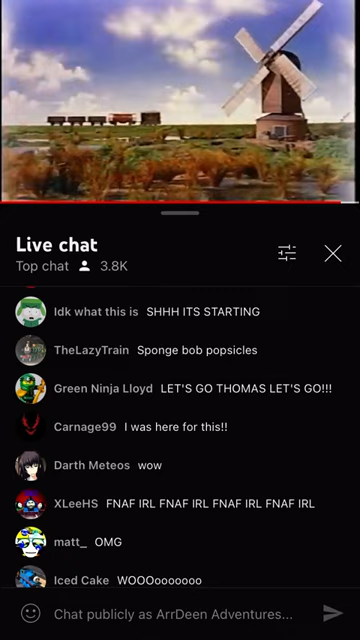 Live chat
Top chat 3.8K
Idk what this is SHHH ITS STARTING
TheLazyTrain Sponge bob popsicles
Green Ninja Lloyd LET'S GO THOMAS LET'S GO!!!
Carnage99 I was here for this!!
Darth Meteos wow
XLeeHS FNAF IRL FNAF IRL FNAF IRL FNAF IRL
matt_ OMG
Iced Cake WOOOooooooo
Chat publicly as ArrDeen Adventures...